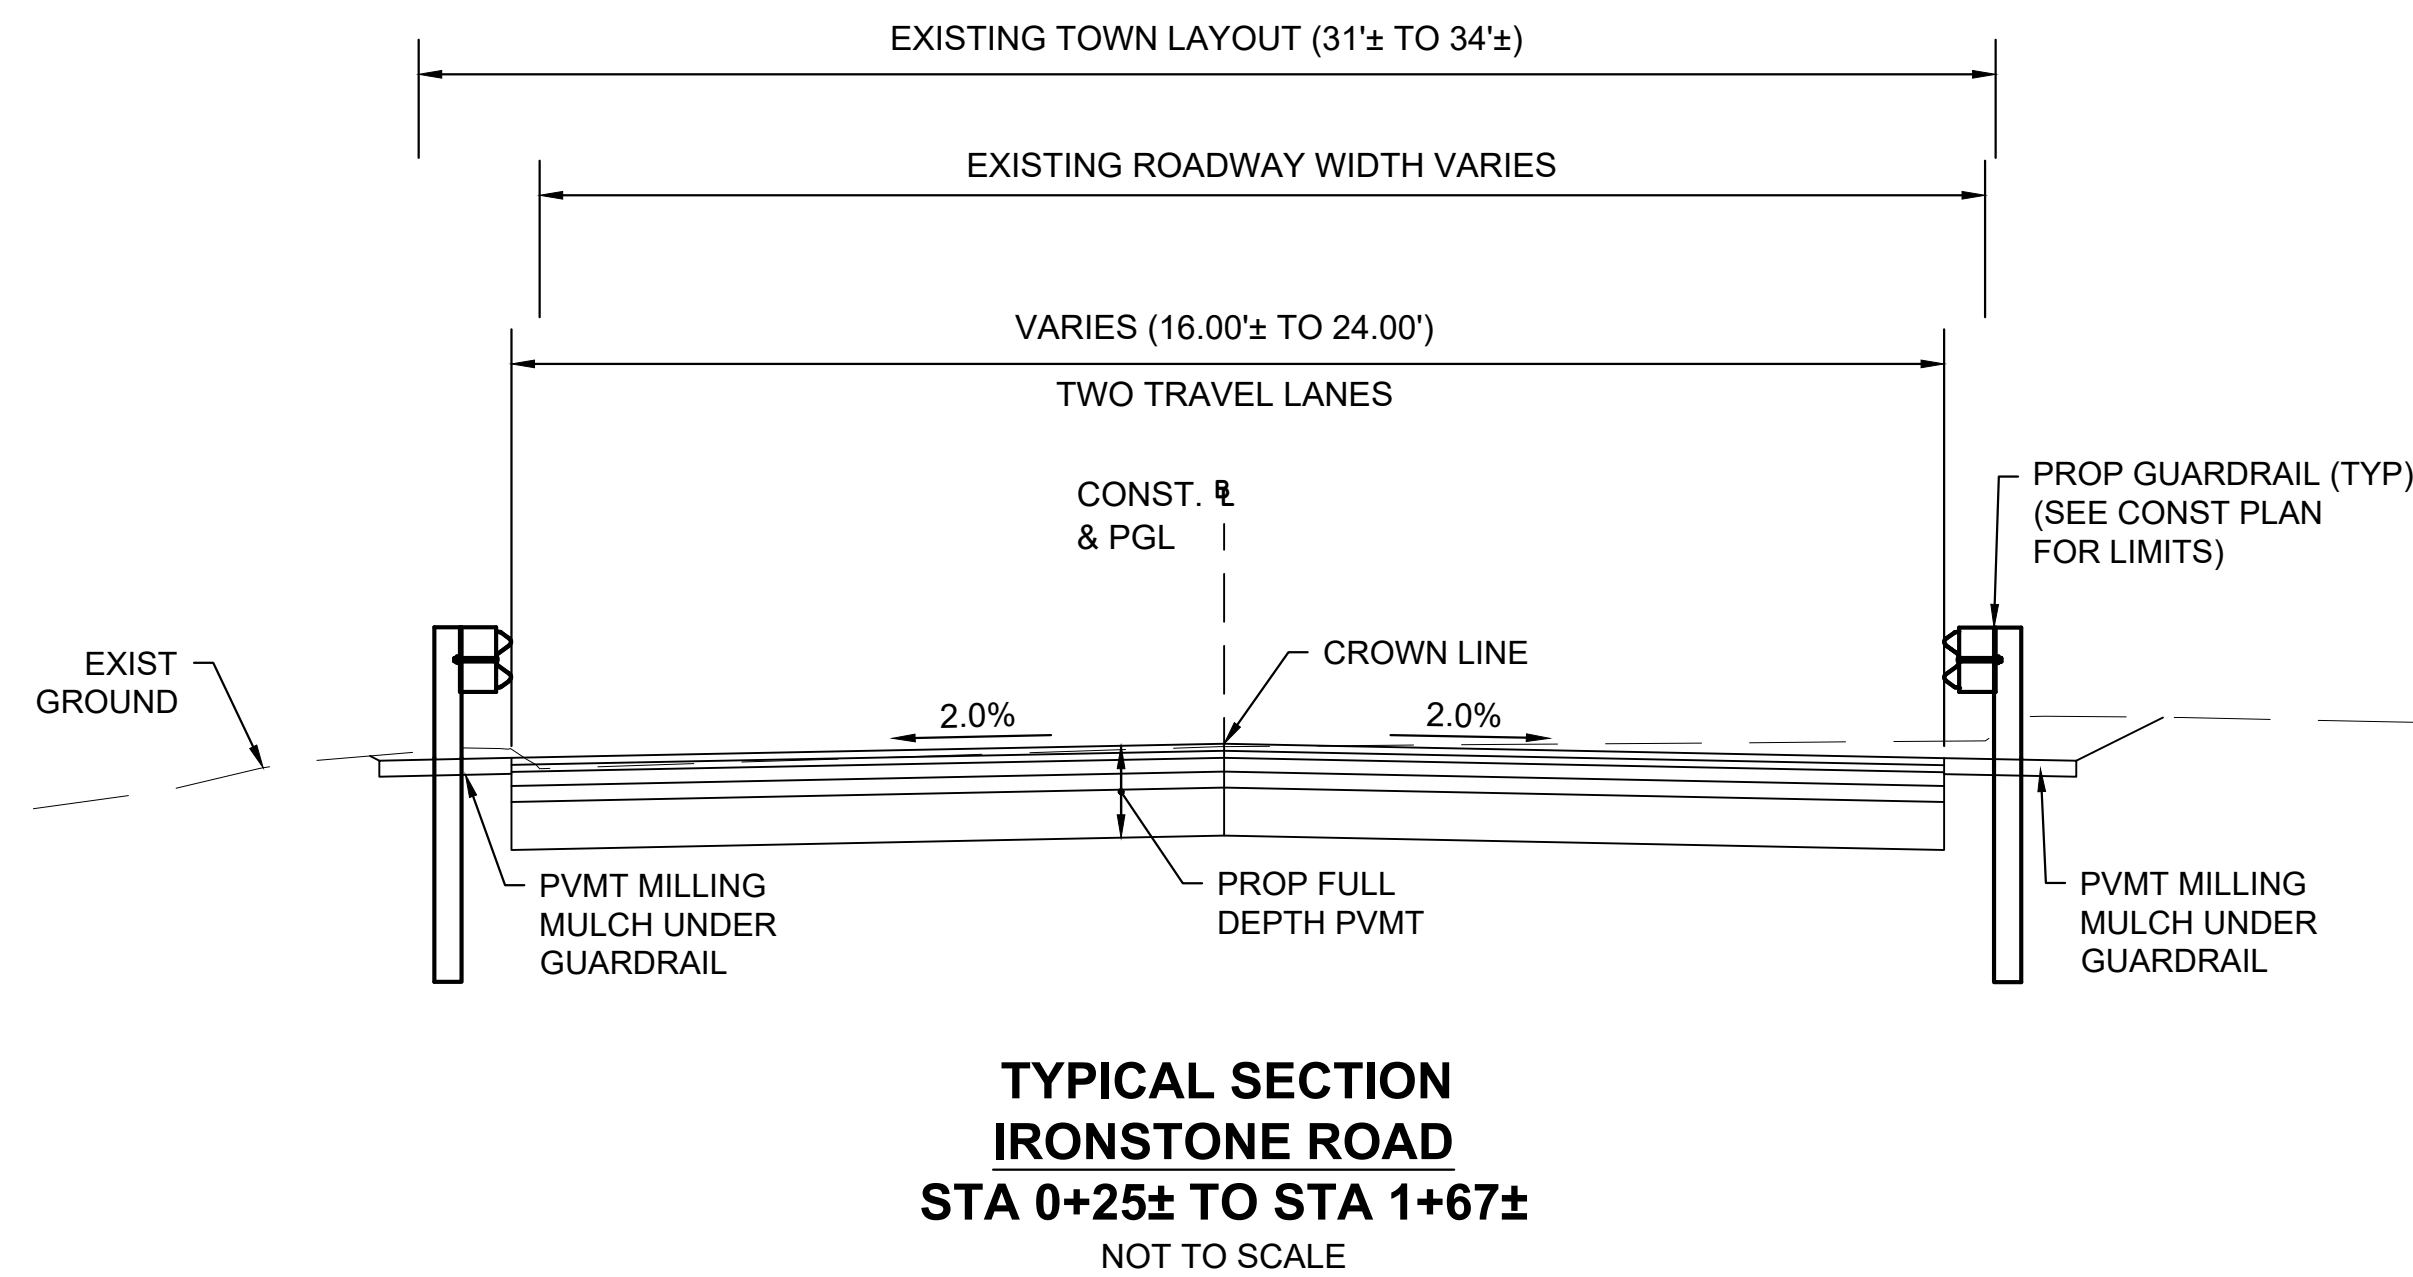 EXISTING TOWN LAYOUT (31'± TO 34'±)
EXISTING ROADWAY WIDTH VARIES
VARIES (16.00'± TO 24.00')
TWO TRAVEL LANES
CONST. BL
& PGL
PROP GUARDRAIL (TYP)
(SEE CONST PLAN
FOR LIMITS)
EXIST
GROUND
CROWN LINE
2.0%
2.0%
PVMT MILLING
MULCH UNDER
GUARDRAIL
PROP FULL
DEPTH PVMT
PVMT MILLING
MULCH UNDER
GUARDRAIL
TYPICAL SECTION
IRONSTONE ROAD
STA 0+25± TO STA 1+67±
NOT TO SCALE